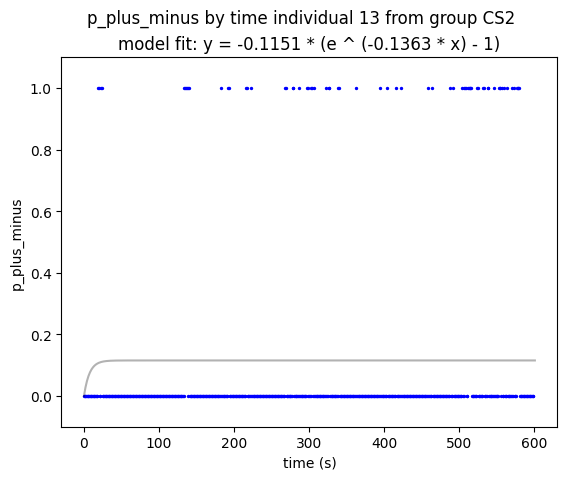 p_plus_minus by time individual 13 from group CS2
model fit: y = -0.1151 * (e ^ (-0.1363 * x) - 1)
1.0
0.8
0.6
0.4
0.2
0.0
p_plus_minus
0 100 200 300 400 500 600
time (s)